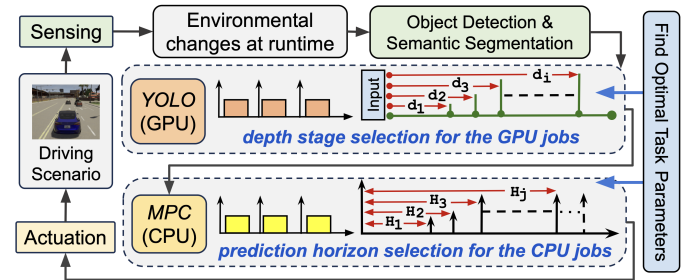 Sensing
Environmental
changes at runtime
Object Detection &
Semantic Segmentation
Find Optimal Task Parameters
YOLO
(GPU)
Input
d1
d2
d3
di
depth stage selection for the GPU jobs
Driving
Scenario
MPC
(CPU)
H1
H2
H3
Hj
prediction horizon selection for the CPU jobs
Actuation